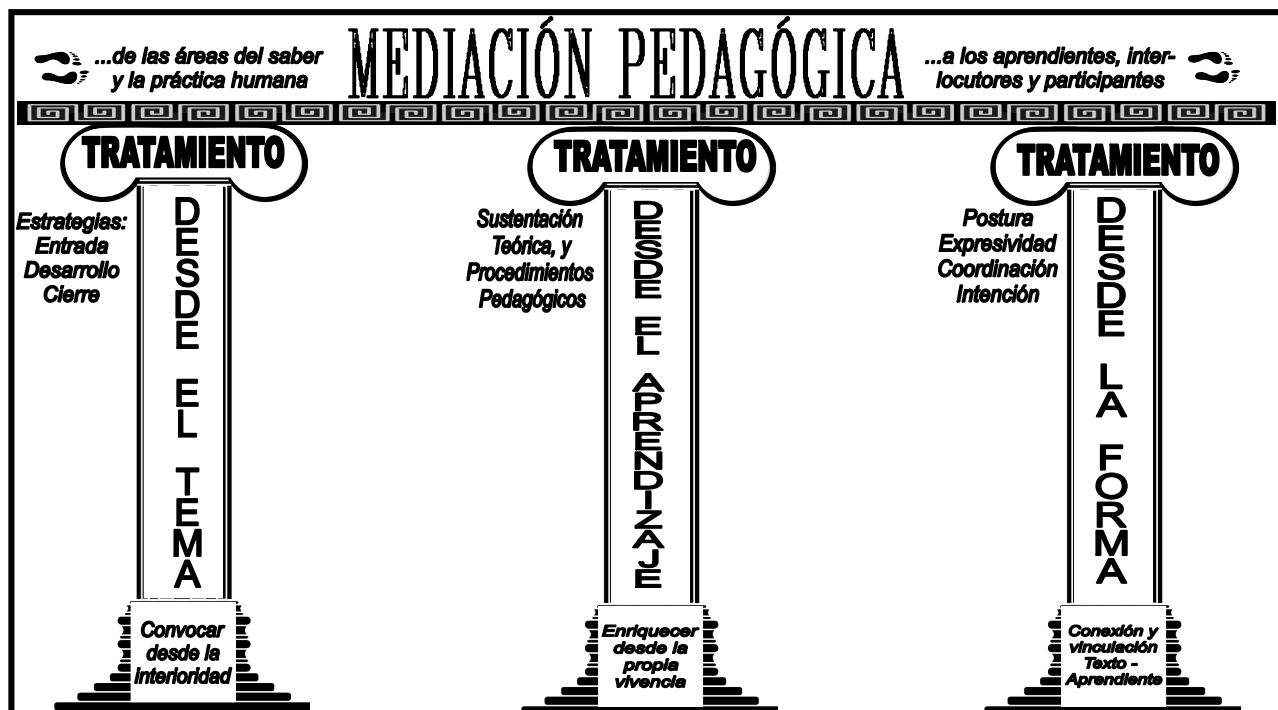 ...de las áreas del saber
y la práctica humana
MEDIACIÓN PEDAGÓGICA
...a los aprendientes, inter-
locutores y participantes
TRATAMIENTO
Estrategias:
Entrada
Desarrollo
Cierre
DESDE EL TEMA
Convocar
desde la
interioridad
TRATAMIENTO
Sustentación
Teórica, y
Procedimientos
Pedagógicos
DESDE EL APRENDIZAJE
Enriquecer
desde la
propia
vivencia
TRATAMIENTO
Postura
Expresividad
Coordinación
Intención
DESDE LA FORMA
Conexión y
vinculación
Texto -
Aprendiente